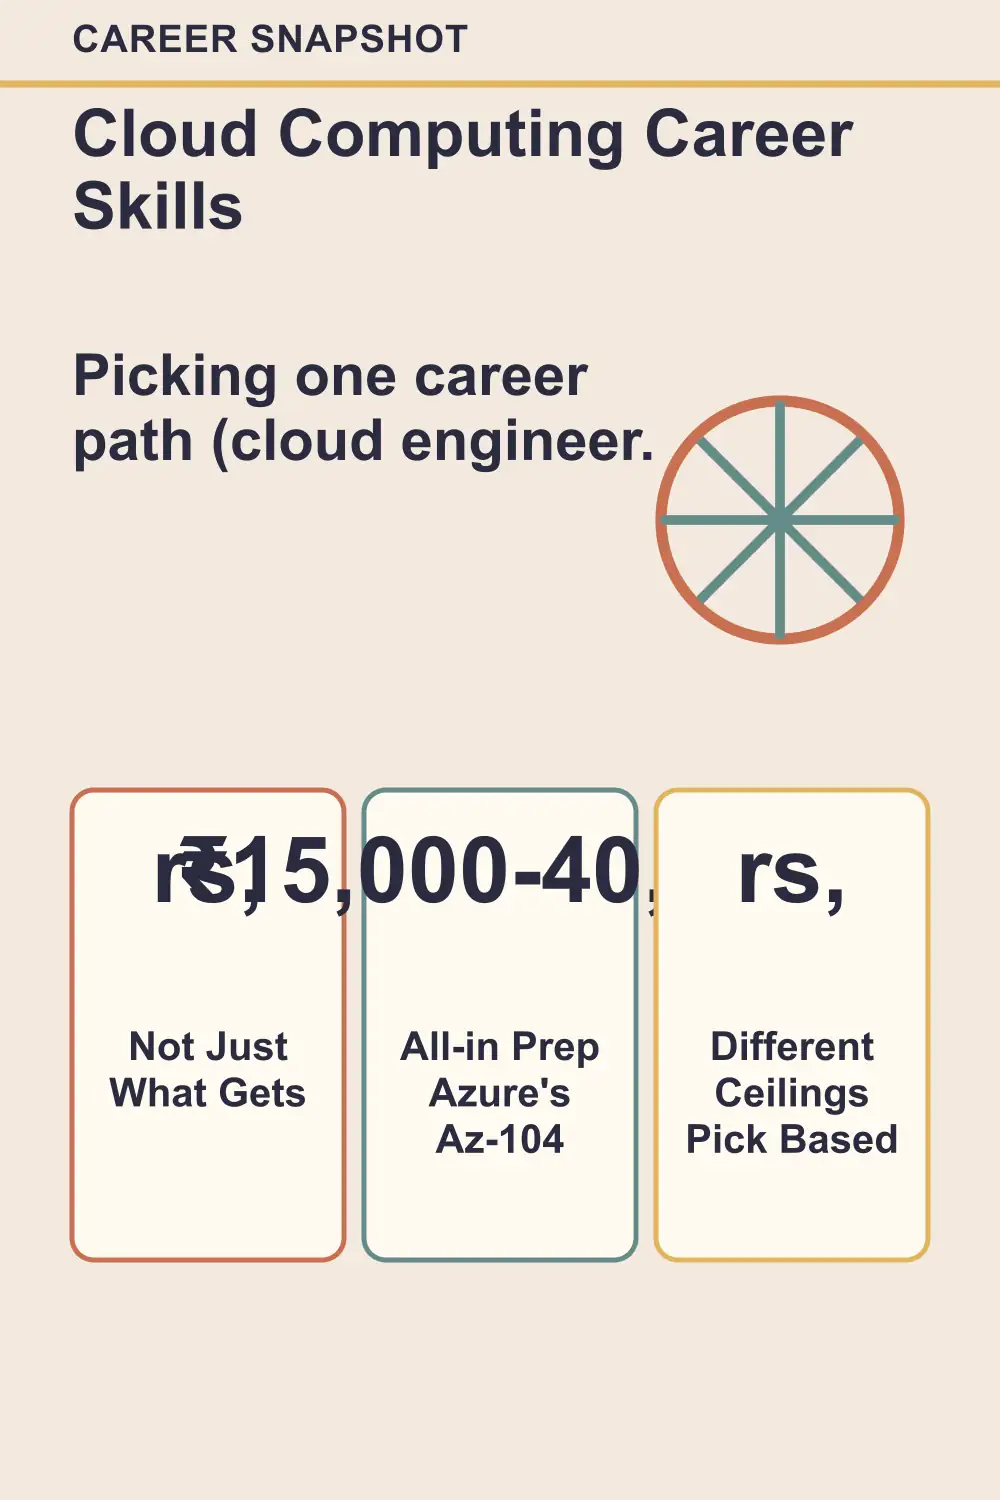 CAREER SNAPSHOT
Cloud Computing Career
Skills
Picking one career
path (cloud engineer.
rs,
₹15,000-40,
rs,
Not Just
What Gets
All-in Prep
Azure's
Az-104
Different
Ceilings
Pick Based